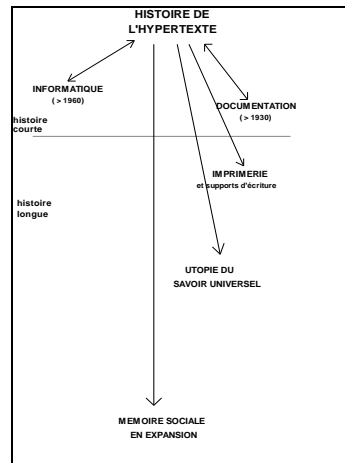 HISTOIRE DE
L'HYPERTEXTE
INFORMATIQUE
( > 1960)
DOCUMENTATION
( > 1930)
histoire
courte
IMPRIMERIE
et supports d'écriture
histoire
longue
UTOPIE DU
SAVOIR UNIVERSEL
MEMOIRE SOCIALE
EN EXPANSION